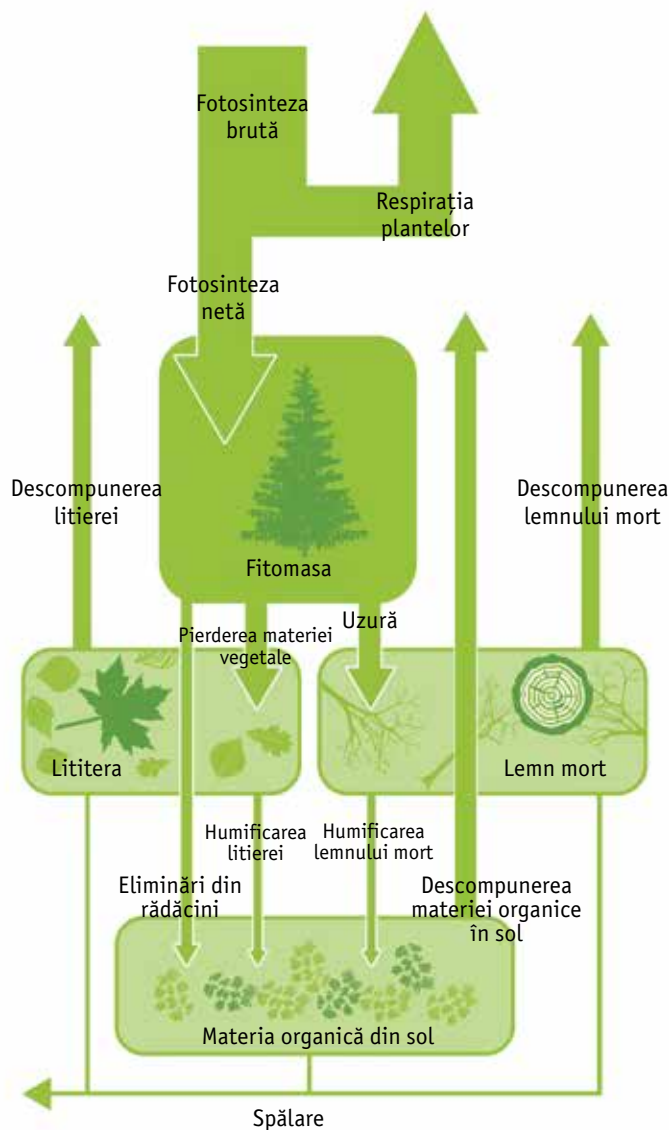 Fotosinteza
brută
Respirația
plantelor
Fotosinteza
netă
Descompunerea
litierei
Descompunerea
lemnului mort
Fitomasa
Pierderea materiei
vegetale
Uzură
Lititera
Lemn mort
Humificarea
litierei
Humificarea
lemnului mort
Eliminări din
rădăcini
Descompunerea
materiei organice
în sol
Materia organică din sol
Spălare